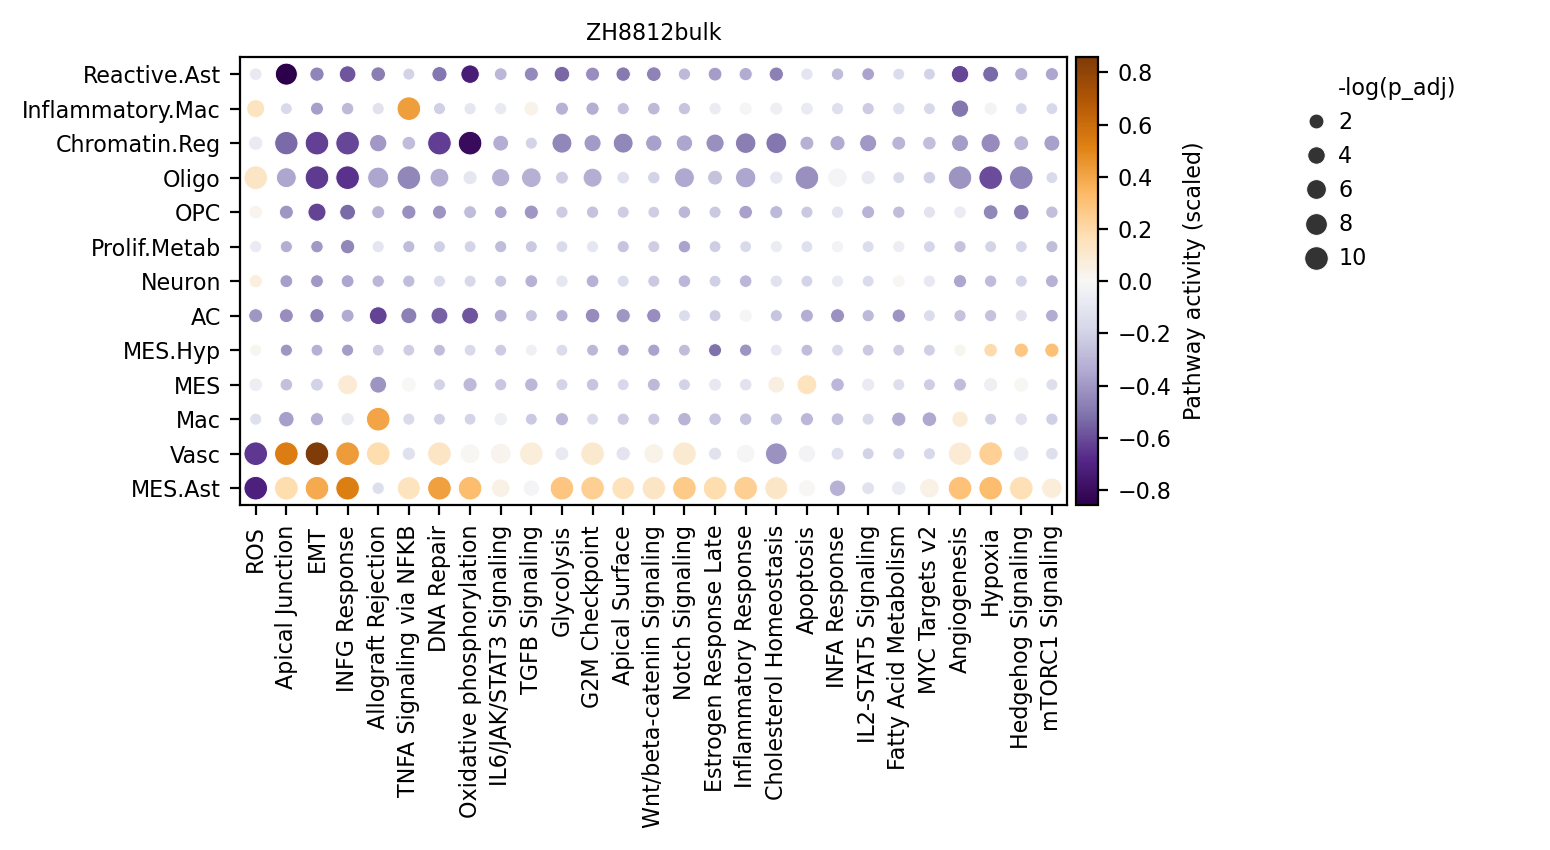 ZH8812bulk
Reactive.Ast
Inflammatory.Mac
Chromatin.Reg
Oligo
OPC
Prolif.Metab
Neuron
AC
MES.Hyp
MES
Mac
Vasc
MES.Ast
ROS
Apical Junction
EMT
INFG Response
Allograft Rejection
TNFA Signaling via NFKB
DNA Repair
Oxidative phosphorylation
IL6/JAK/STAT3 Signaling
TGFB Signaling
Glycolysis
G2M Checkpoint
Apical Surface
Wnt/beta-catenin Signaling
Notch Signaling
Estrogen Response Late
Inflammatory Response
Cholesterol Homeostasis
Apoptosis
INFA Response
IL2-STAT5 Signaling
Fatty Acid Metabolism
MYC Targets v2
Angiogenesis
Hypoxia
Hedgehog Signaling
mTORC1 Signaling
0.8
0.6
0.4
0.2
0.0
−0.2
−0.4
−0.6
−0.8
Pathway activity (scaled)
-log(p_adj)
2
4
6
8
10